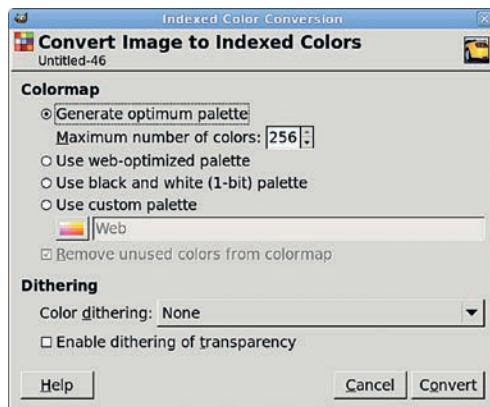 Indexed Color Conversion
Convert Image to Indexed Colors
Untitled-46
Colormap
Generate optimum palette
Maximum number of colors: 256
Use web-optimized palette
Use black and white (1-bit) palette
Use custom palette
Web
Remove unused colors from colormap
Dithering
Color dithering: None
Enable dithering of transparency
Help Cancel Convert